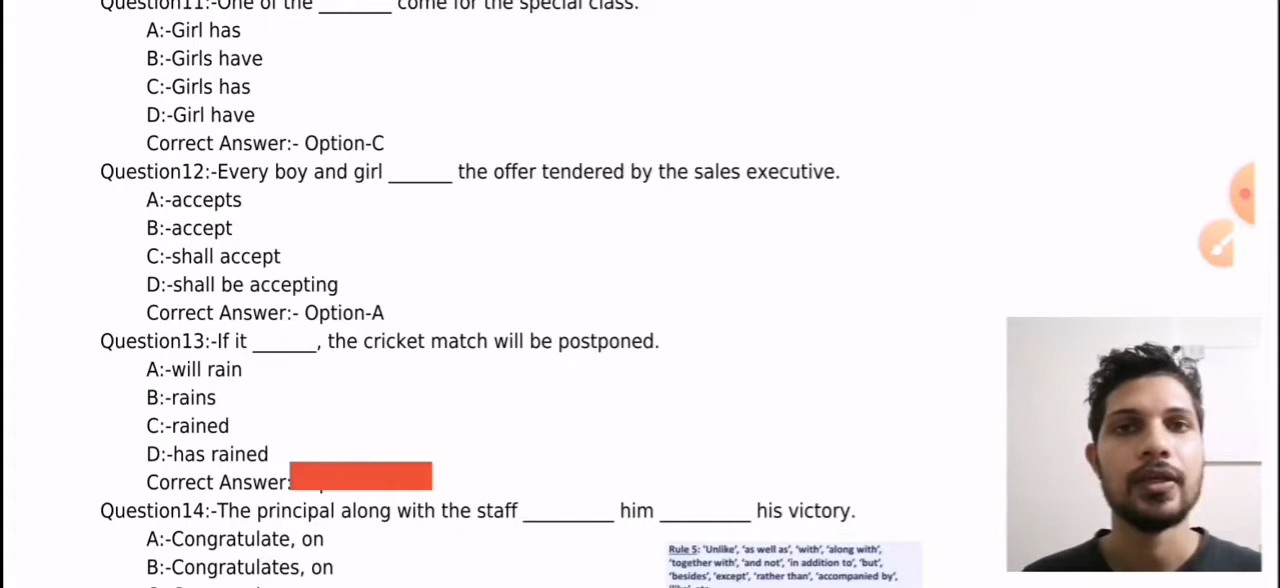 Question11:-One of the _______ come for the special class.
A:-Girl has
B:-Girls have
C:-Girls has
D:-Girl have
Correct Answer:- Option-C
Question12:-Every boy and girl ______ the offer tendered by the sales executive.
A:-accepts
B:-accept
C:-shall accept
D:-shall be accepting
Correct Answer:- Option-A
Question13:-If it ______, the cricket match will be postponed.
A:-will rain
B:-rains
C:-rained
D:-has rained
Correct Answer:
Question14:-The principal along with the staff _________ him _________ his victory.
A:-Congratulate, on
B:-Congratulates, on
Rule 5: 'Unlike', 'as well as', 'with', 'along with',
'together with', 'and not', 'in addition to', 'but',
'besides', 'except', 'rather than', 'accompanied by',